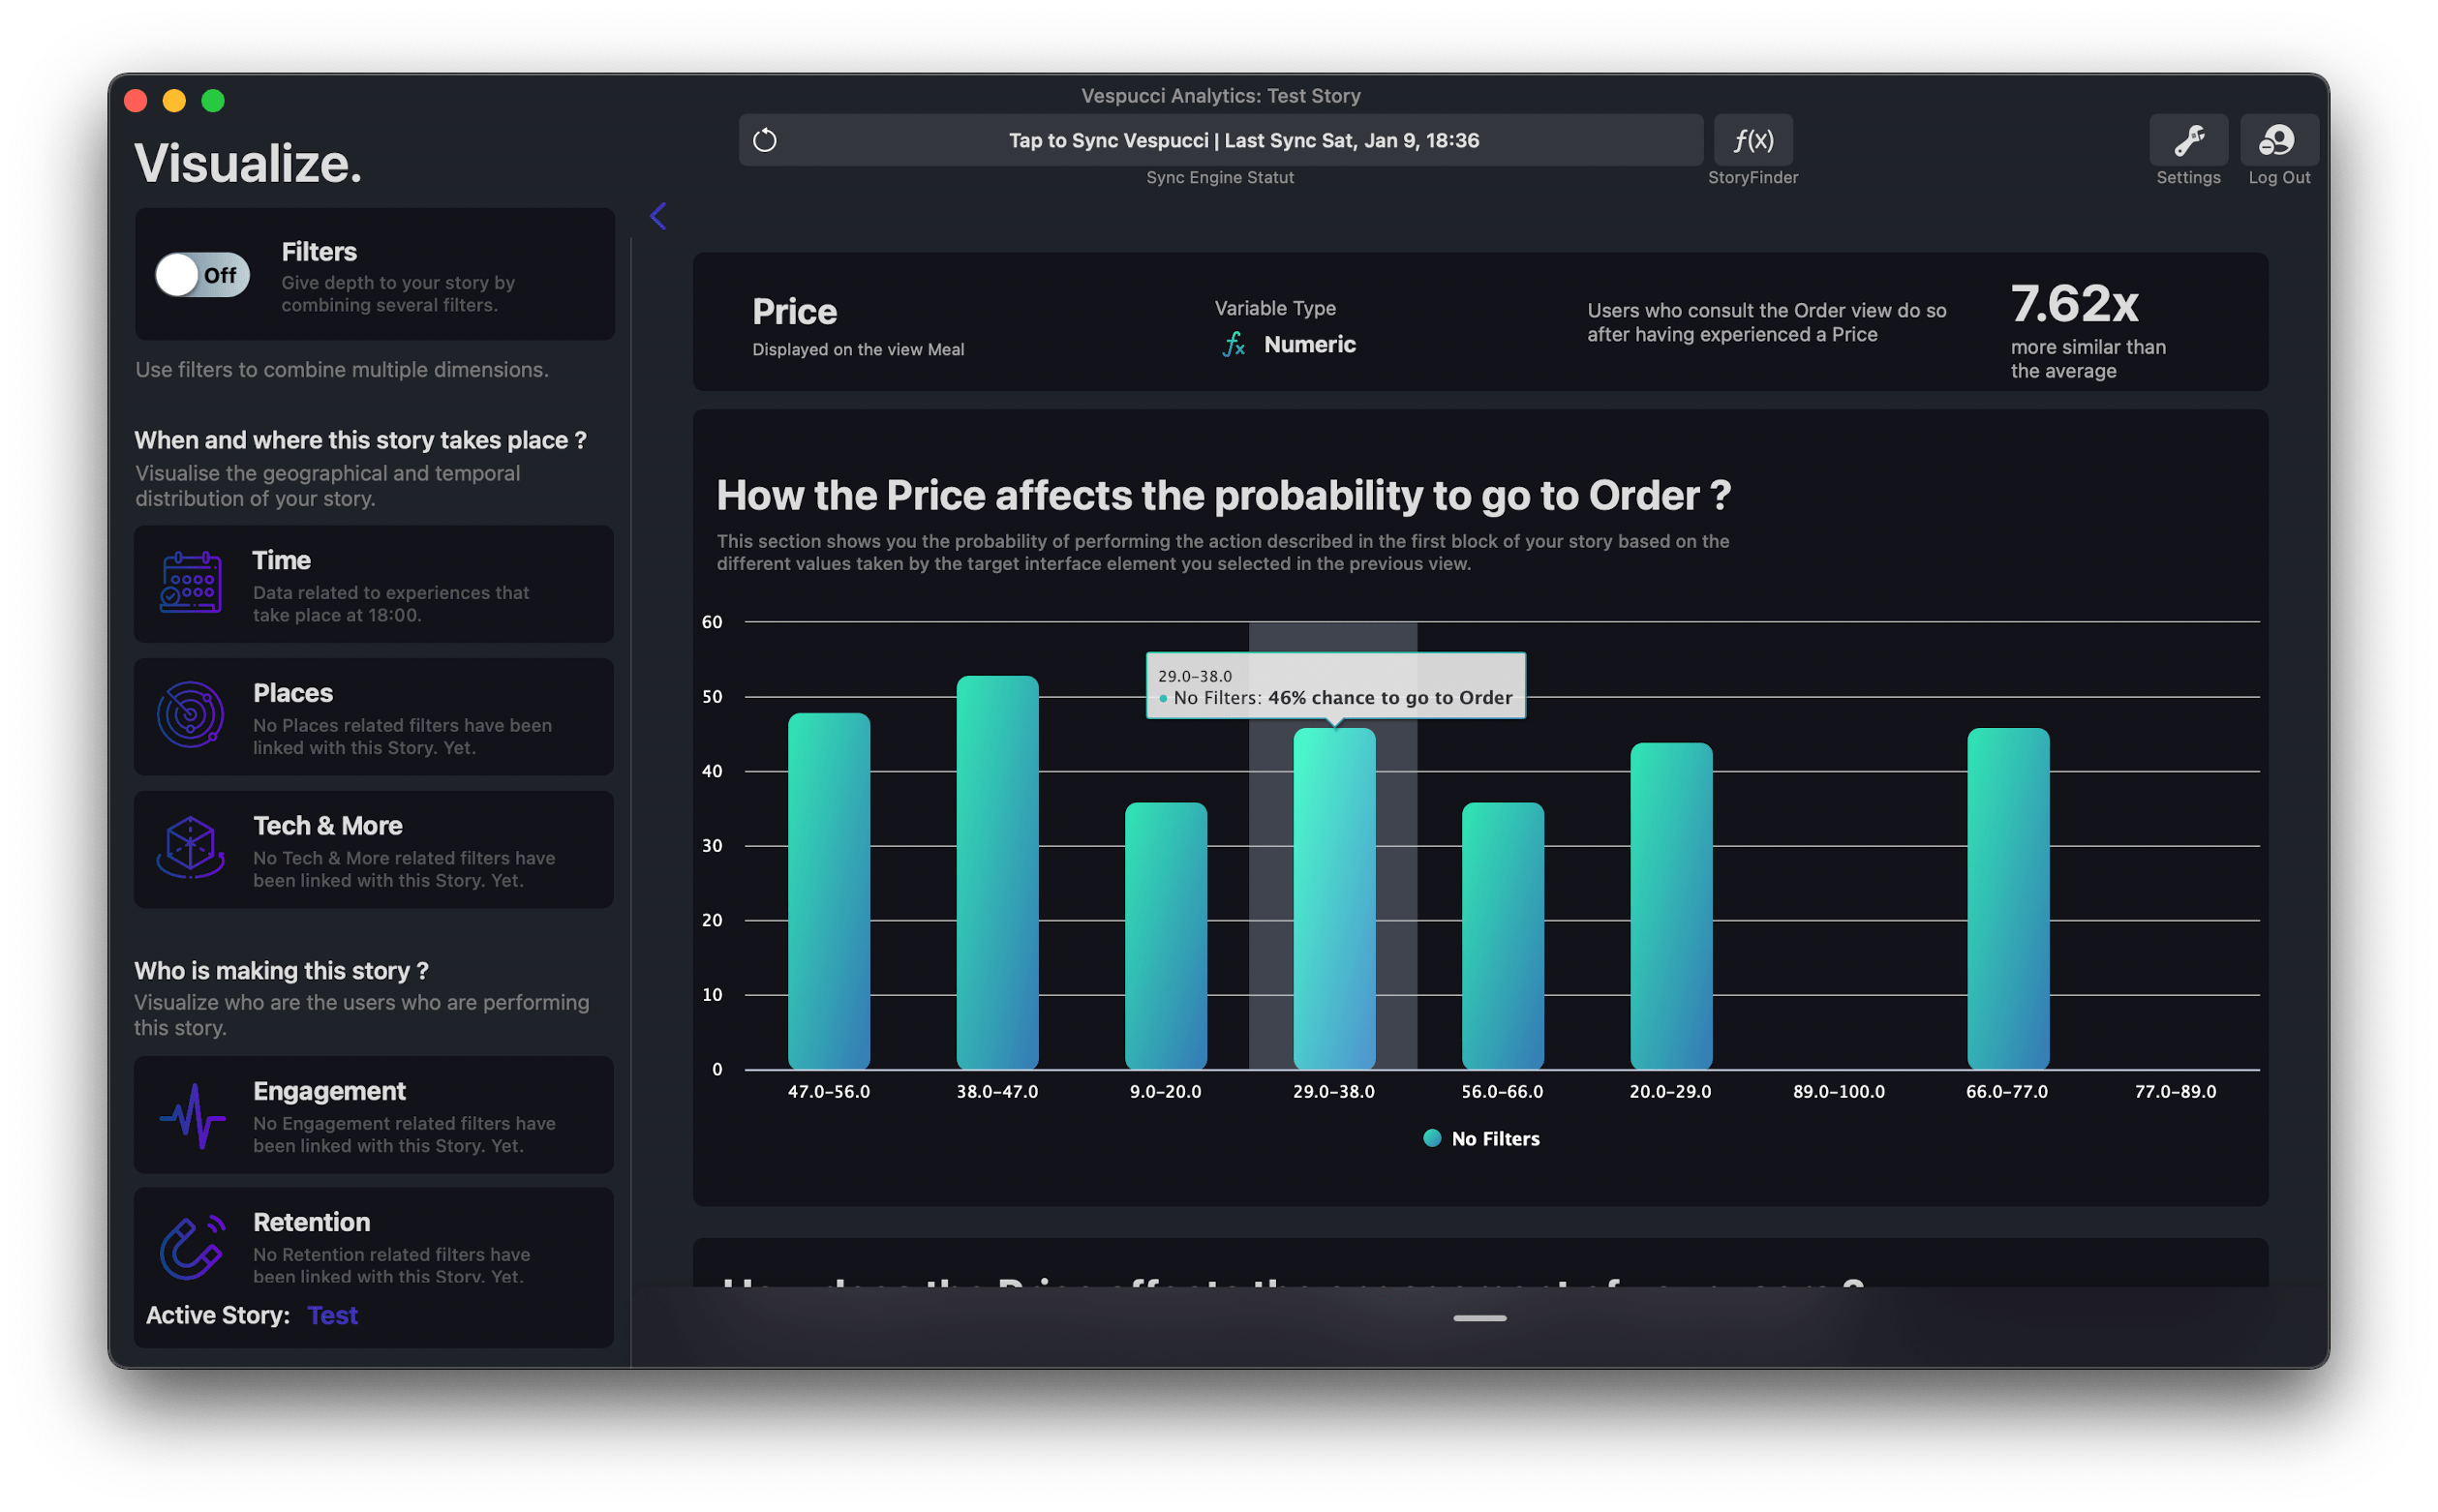 Vespucci Analytics: Test Story
Visualize.
Tap to Sync Vespucci | Last Sync Sat, Jan 9, 18:36
Sync Engine Statut
ƒ(x)
StoryFinder
Settings
Log Out
Off
Filters
Give depth to your story by
combining several filters.
Use filters to combine multiple dimensions.
When and where this story takes place ?
Visualise the geographical and temporal
distribution of your story.
Time
Data related to experiences that
take place at 18:00.
Places
No Places related filters have been
linked with this Story. Yet.
Tech & More
No Tech & More related filters have
been linked with this Story. Yet.
Who is making this story ?
Visualize who are the users who are performing
this story.
Engagement
No Engagement related filters have
been linked with this Story. Yet.
Retention
No Retention related filters have
been linked with this Story. Yet.
Active Story: Test
Price
Displayed on the view Meal
Variable Type
fx Numeric
Users who consult the Order view do so
after having experienced a Price
7.62x
more similar than
the average
How the Price affects the probability to go to Order ?
This section shows you the probability of performing the action described in the first block of your story based on the
different values taken by the target interface element you selected in the previous view.
60
50
40
30
20
10
0
29.0–38.0
No Filters: 46% chance to go to Order
47.0–56.0 38.0–47.0 9.0–20.0 29.0–38.0 56.0–66.0 20.0–29.0 89.0–100.0 66.0–77.0 77.0–89.0
No Filters